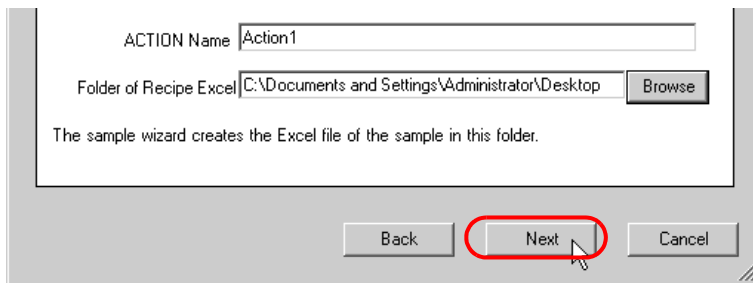 ACTION Name Action1
Folder of Recipe Excel C:\Documents and Settings\Administrator\Desktop Browse
The sample wizard creates the Excel file of the sample in this folder.
Back Next Cancel